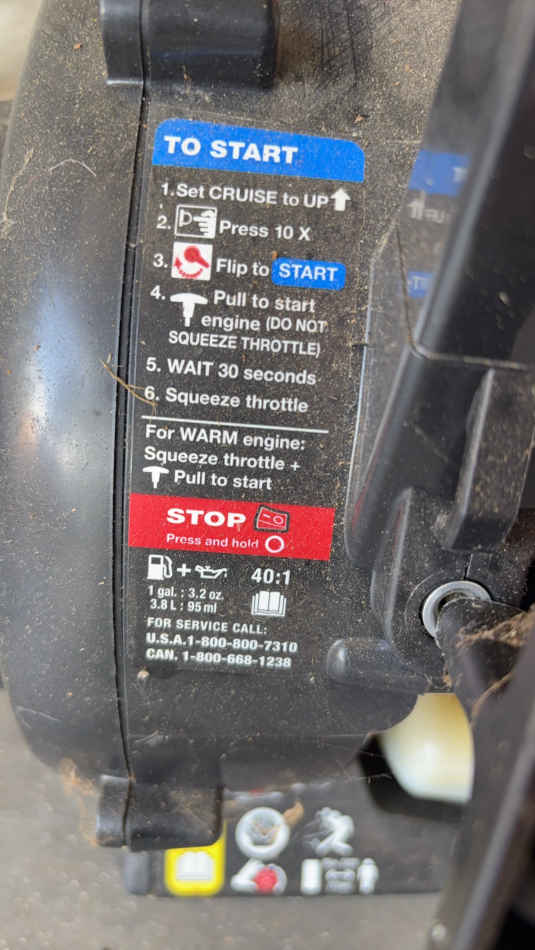 TO START
1. Set CRUISE to UP
2. Press 10 X
3. Flip to START
4. Pull to start
engine (DO NOT
SQUEEZE THROTTLE)
5. WAIT 30 seconds
6. Squeeze throttle
For WARM engine:
Squeeze throttle +
Pull to start
STOP
Press and hold
+ 40:1
1 gal. : 3.2 oz.
3.8 L : 95 ml
FOR SERVICE CALL:
U.S.A. 1-800-800-7310
CAN. 1-800-668-1238